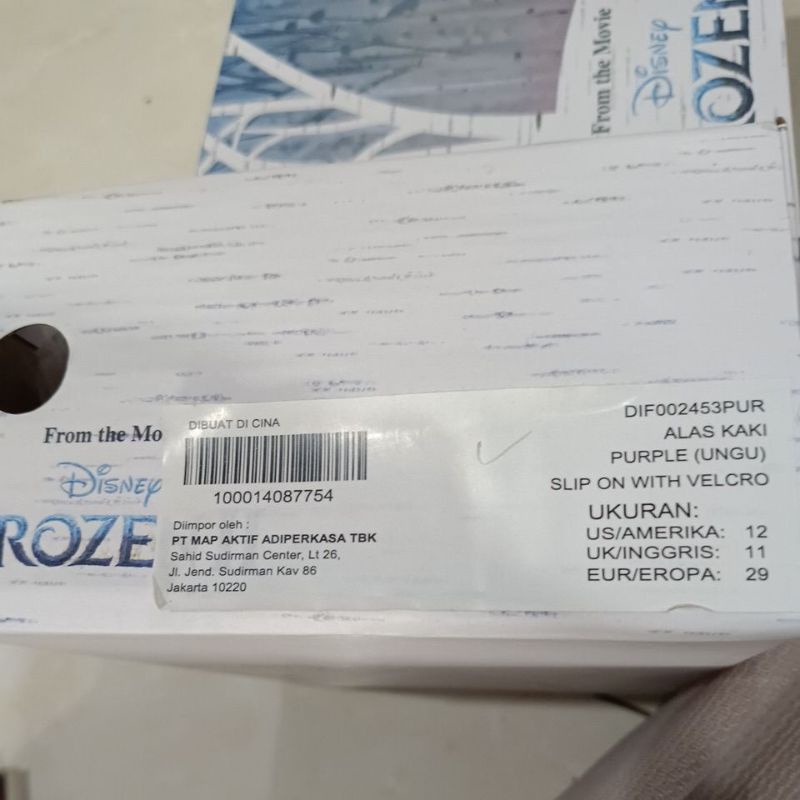 From the Movie
DISNEY
OZEN
From the Mo
DISNEY
ROZE
DIBUAT DI CINA
100014087754
Diimpor oleh :
PT MAP AKTIF ADIPERKASA TBK
Sahid Sudirman Center, Lt 26,
Jl. Jend. Sudirman Kav 86
Jakarta 10220
DIF002453PUR
ALAS KAKI
PURPLE (UNGU)
SLIP ON WITH VELCRO
UKURAN:
US/AMERIKA: 12
UK/INGGRIS: 11
EUR/EROPA: 29